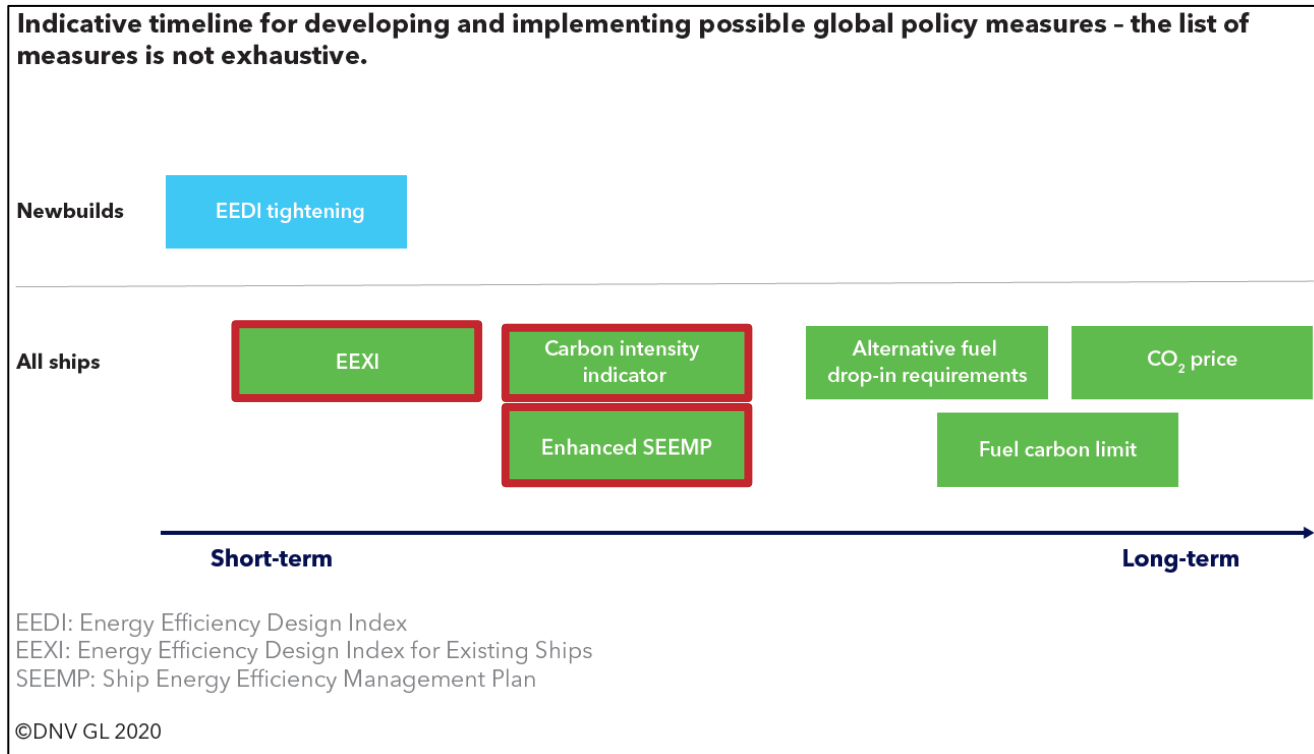 Indicative timeline for developing and implementing possible global policy measures – the list of
measures is not exhaustive.
Newbuilds
EEDI tightening
All ships
EEXI
Carbon intensity
indicator
Alternative fuel
drop-in requirements
CO₂ price
Enhanced SEEMP
Fuel carbon limit
Short-term
Long-term
EEDI: Energy Efficiency Design Index
EEXI: Energy Efficiency Design Index for Existing Ships
SEEMP: Ship Energy Efficiency Management Plan
©DNV GL 2020